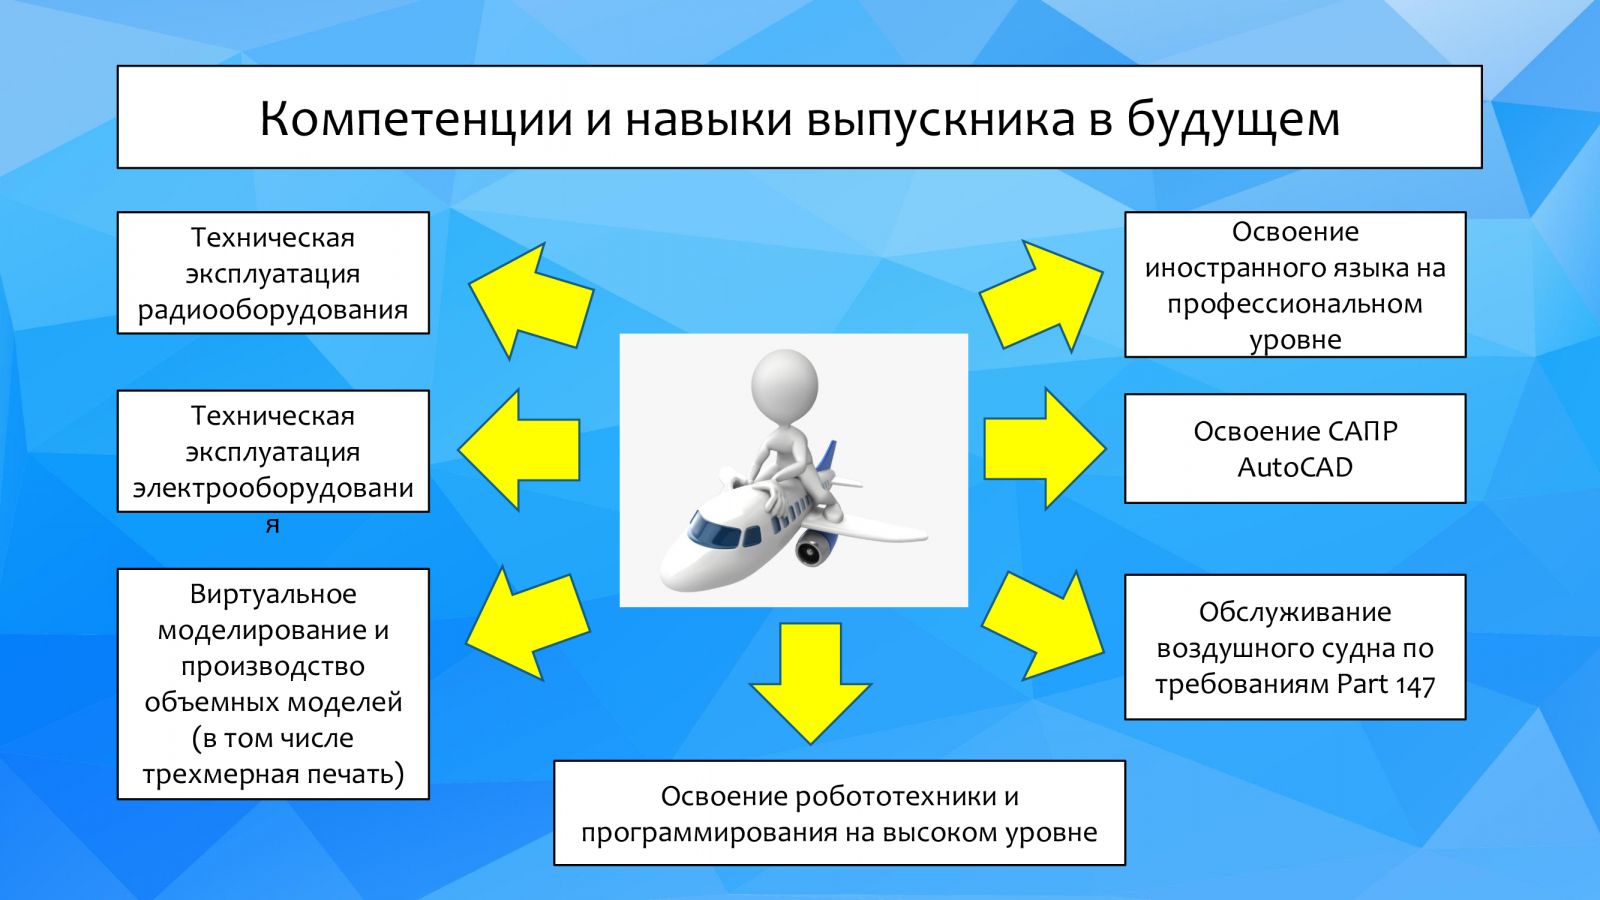 Компетенции и навыки выпускника в будущем
Техническая
эксплуатация
радиооборудования
Техническая
эксплуатация
электрооборудовани
я
Виртуальное
моделирование и
производство
объемных моделей
(в том числе
трехмерная печать)
Освоение
иностранного языка на
профессиональном
уровне
Освоение САПР
AutoCAD
Обслуживание
воздушного судна по
требованиям Part 147
Освоение робототехники и
программирования на высоком уровне